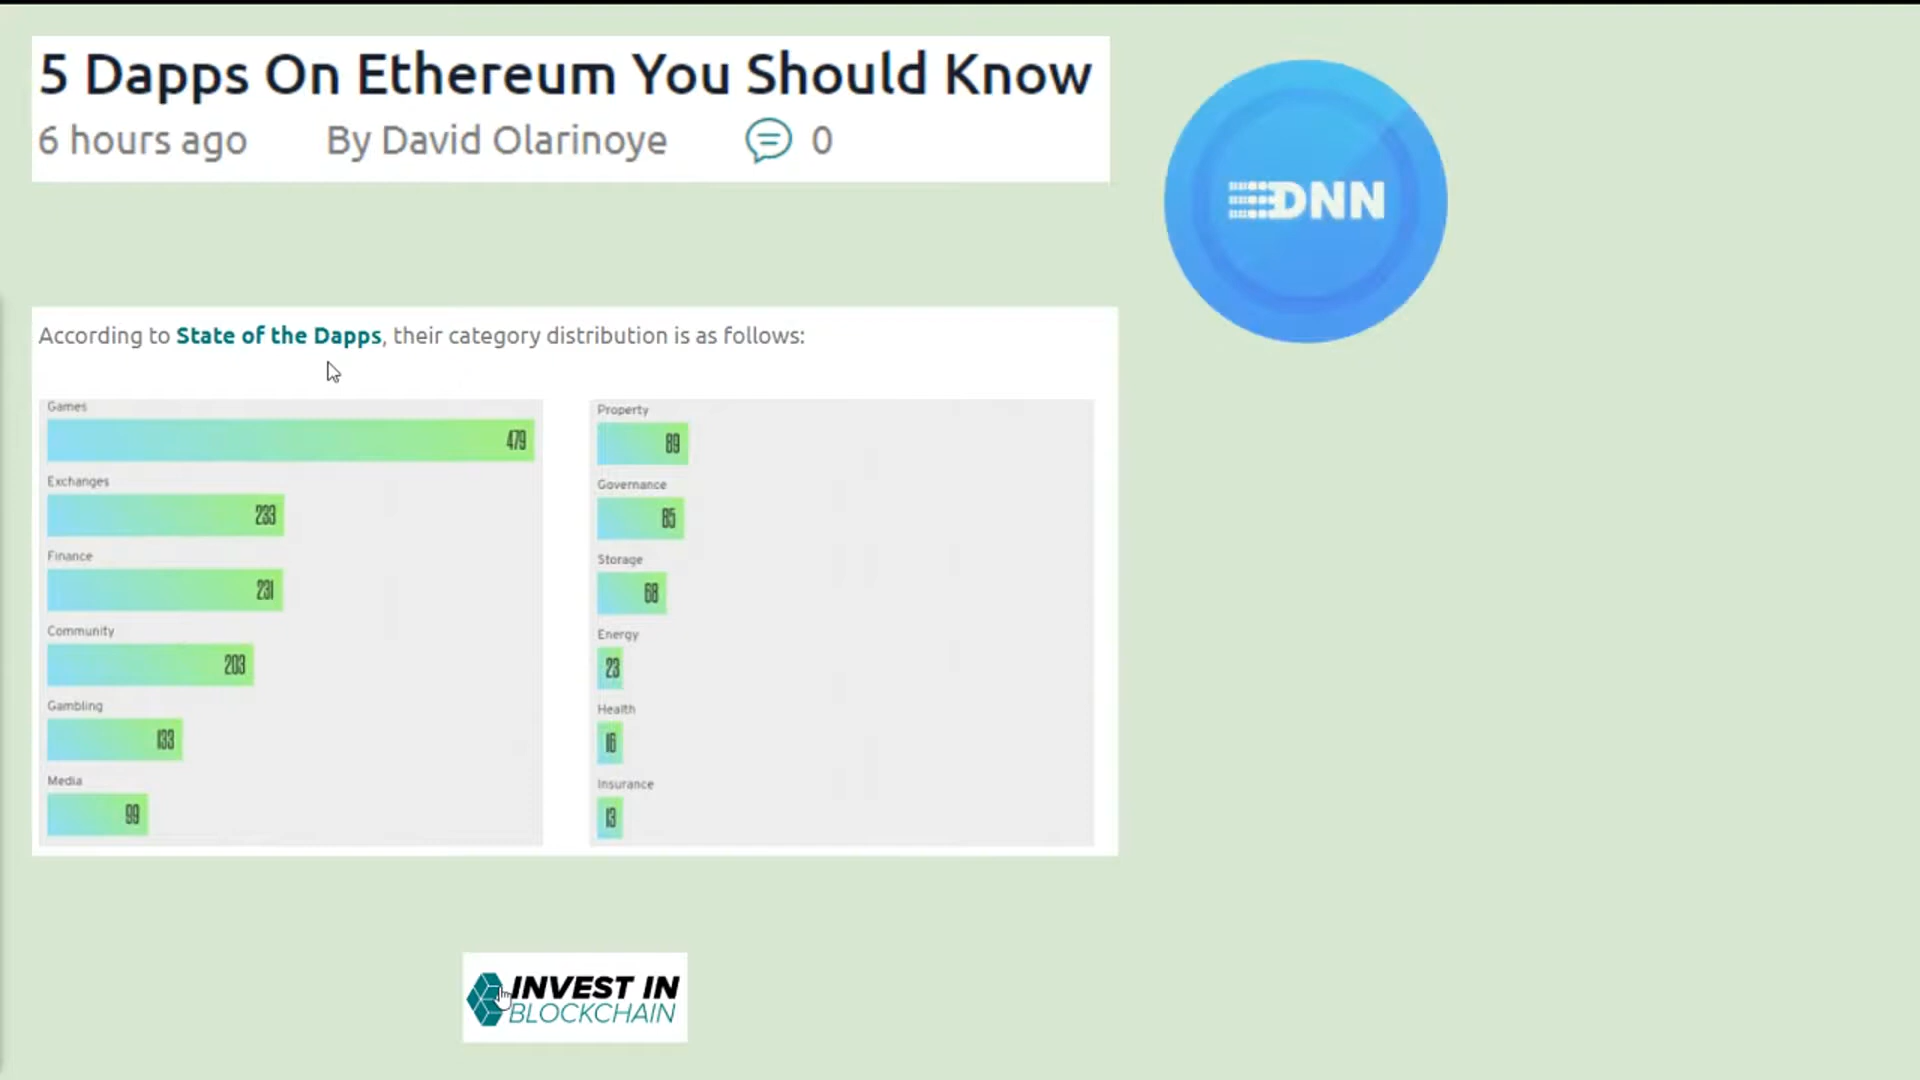 5 Dapps On Ethereum You Should Know
6 hours ago By David Olarinoye 0
DNN
According to State of the Dapps, their category distribution is as follows:
Games
479
Exchanges
233
Finance
231
Community
203
Gambling
133
Media
99
Property
89
Governance
85
Storage
68
Energy
23
Health
16
Insurance
13
INVEST IN
BLOCKCHAIN